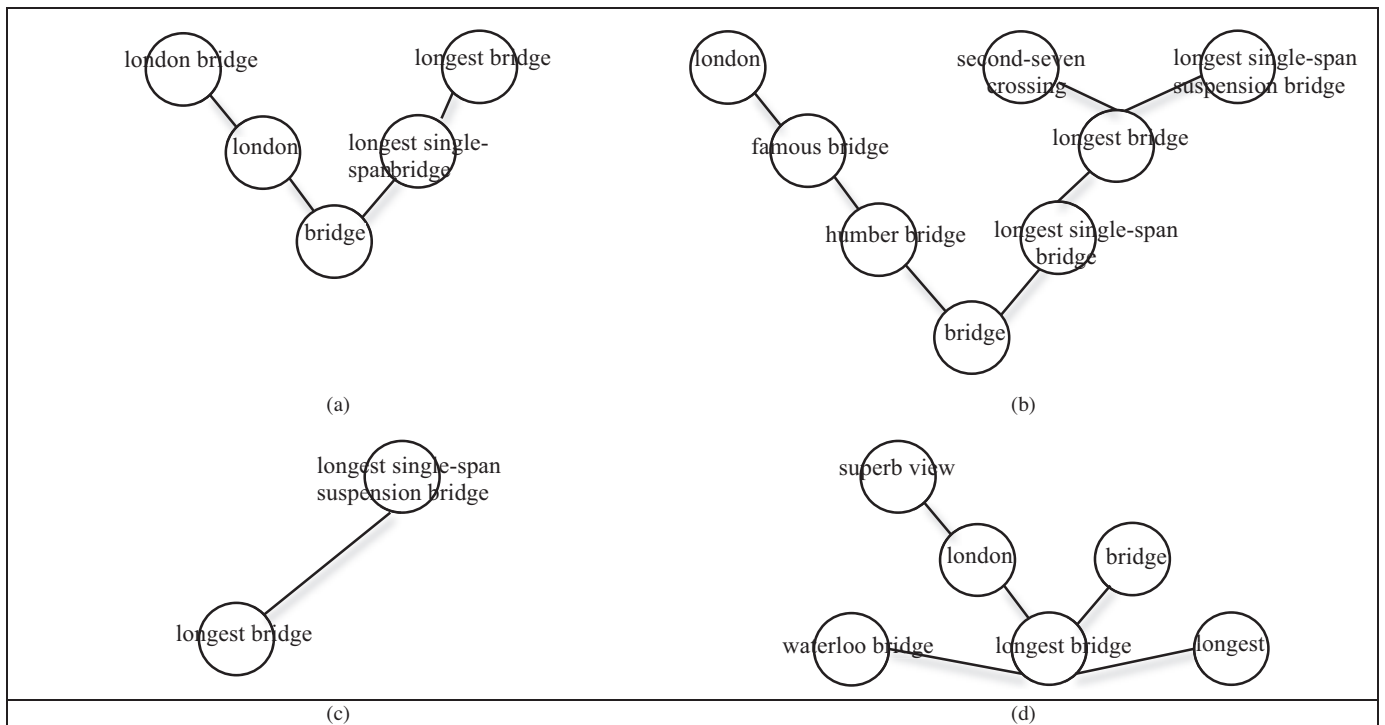 london bridge
longest bridge
london
longest single-
spanbridge
bridge
(a)
london
second-seven
crossing
longest single-span
suspension bridge
famous bridge
longest bridge
humber bridge
longest single-span
bridge
bridge
(b)
longest single-span
suspension bridge
longest bridge
(c)
superb view
london
bridge
waterloo bridge
longest bridge
longest
(d)